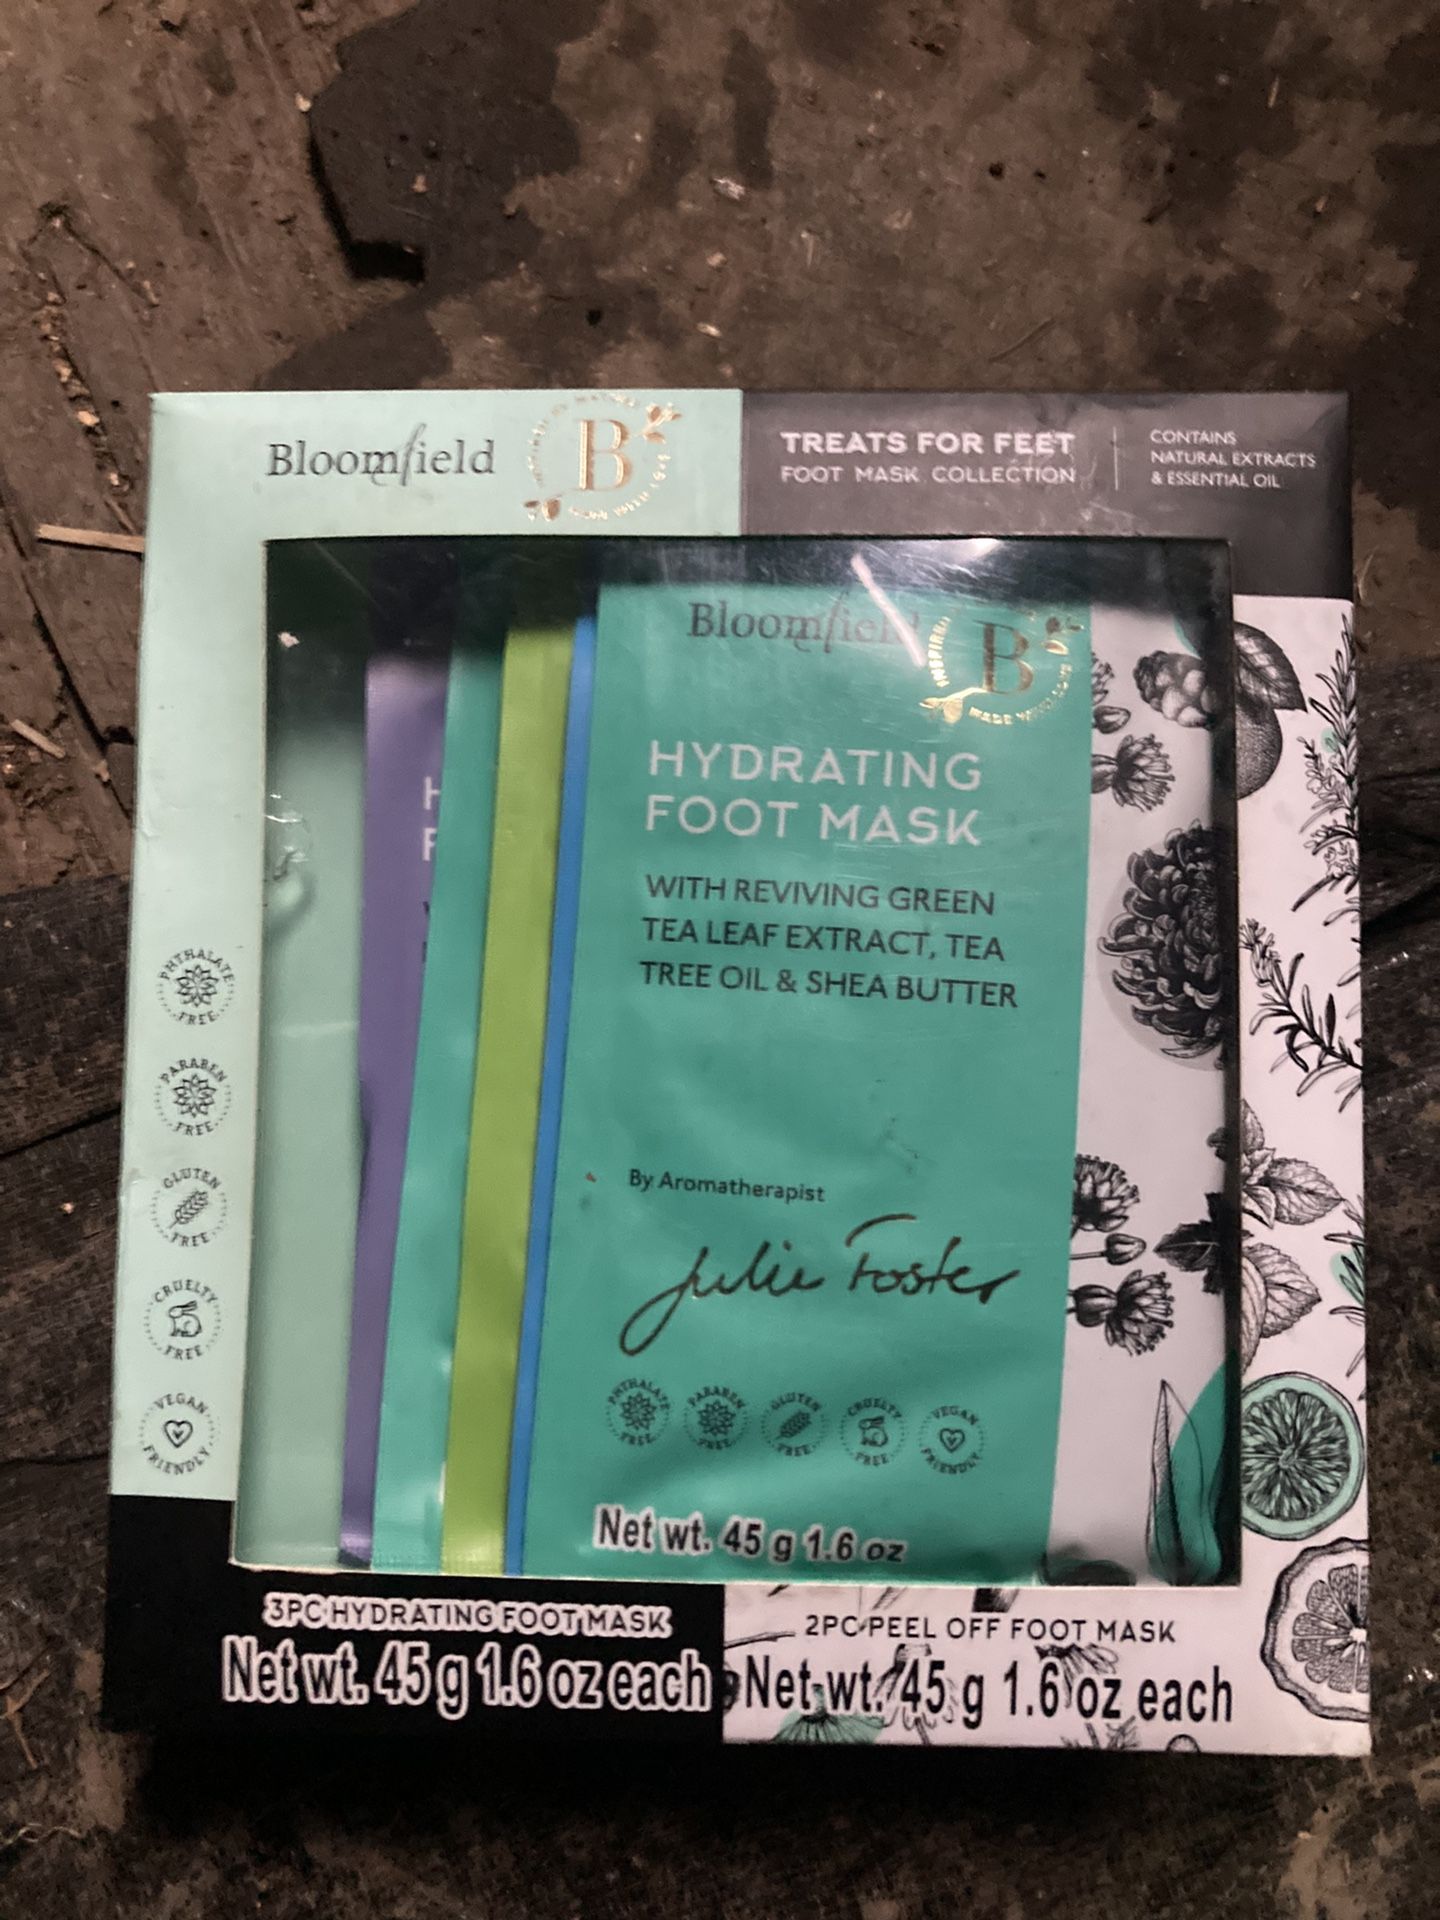 Bloomfield
B
TREATS FOR FEET
FOOT MASK COLLECTION
CONTAINS
NATURAL EXTRACTS
& ESSENTIAL OIL
Bloomfield
INSPIRED
B
MADE WITH LOVE
HYDRATING
FOOT MASK
WITH REVIVING GREEN
TEA LEAF EXTRACT, TEA
TREE OIL & SHEA BUTTER
By Aromatherapist
Julie Foster
PHTHALATE
FREE
PARABEN
FREE
GLUTEN
FREE
CRUELTY
FREE
VEGAN
FRIENDLY
Net wt. 45 g 1.6 oz
H
F
PHTHALATE
FREE
PARABEN
FREE
GLUTEN
FREE
CRUELTY
FREE
VEGAN
FRIENDLY
3PC HYDRATING FOOT MASK
Net wt. 45 g 1.6 oz each
2PC PEEL OFF FOOT MASK
Net wt. 45 g 1.6 oz each